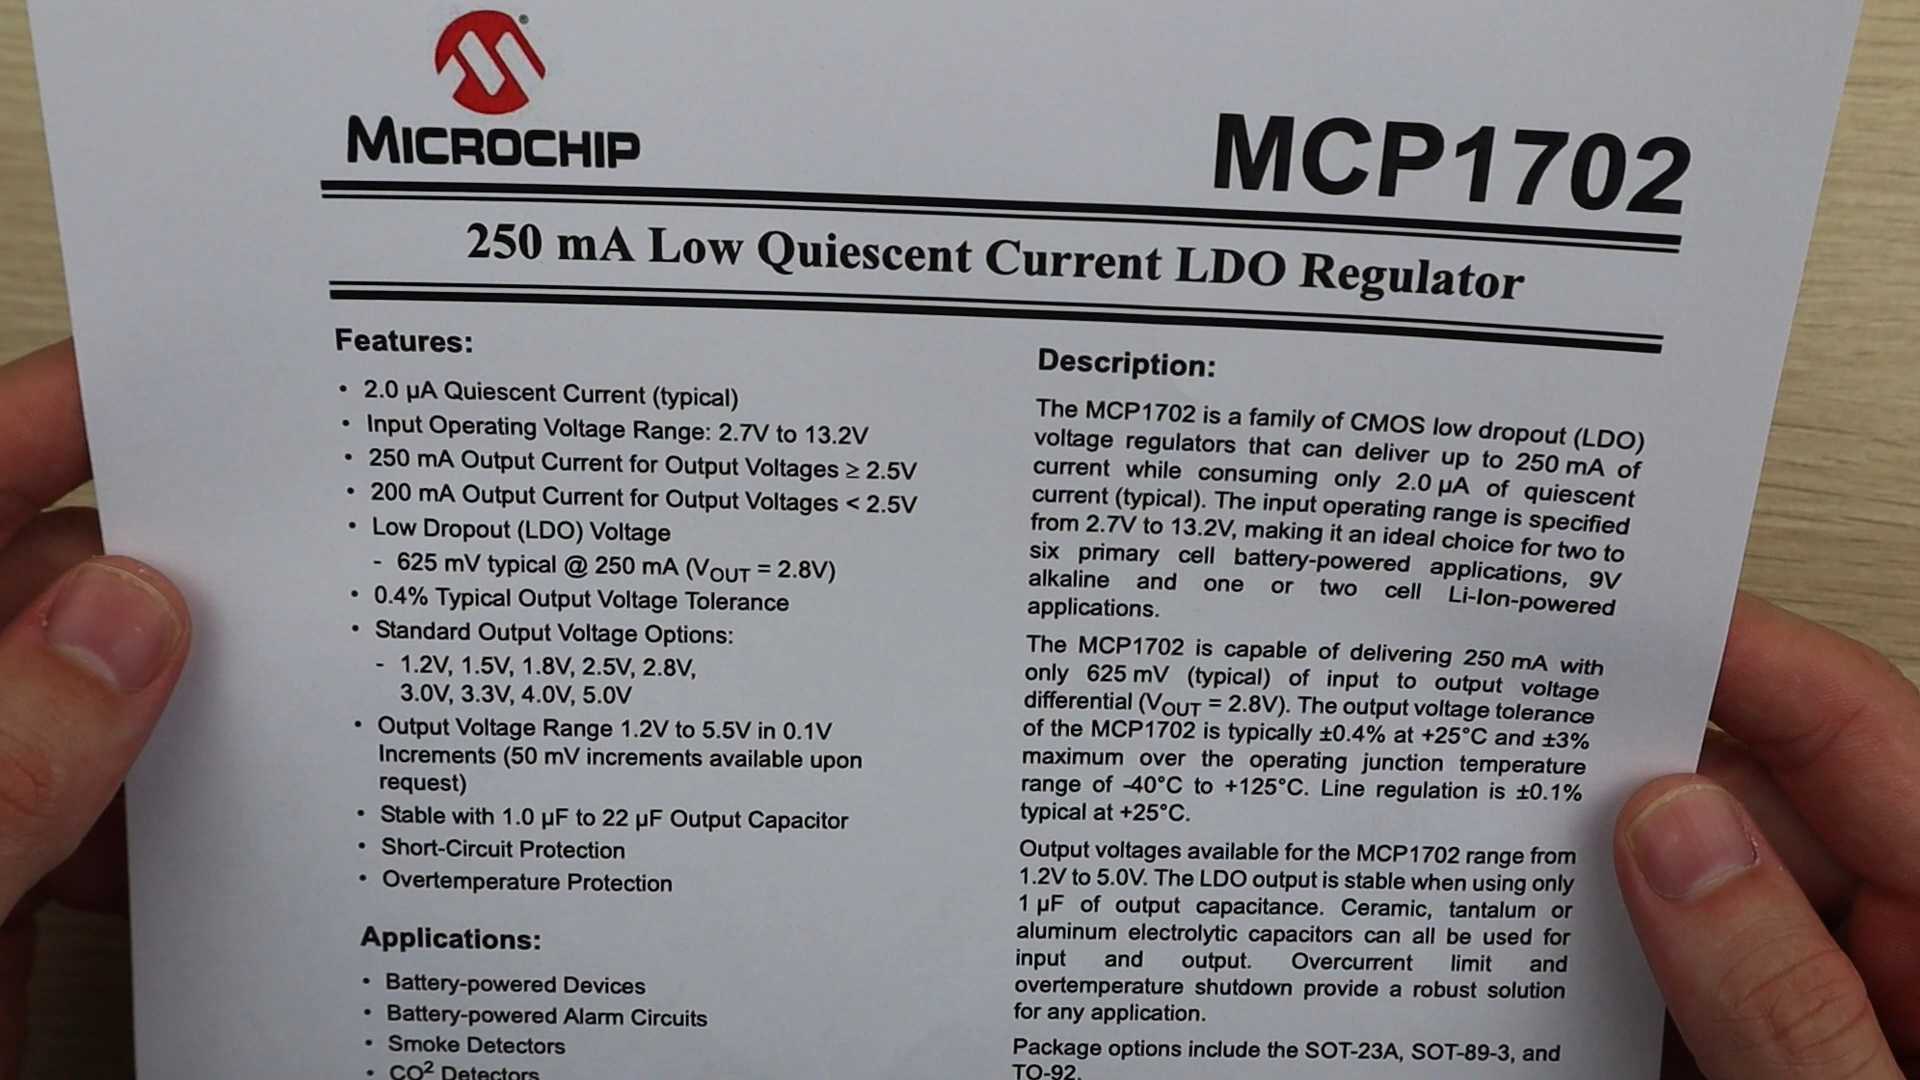 MICROCHIP
MCP1702
250 mA Low Quiescent Current LDO Regulator
Features:
• 2.0 µA Quiescent Current (typical)
• Input Operating Voltage Range: 2.7V to 13.2V
• 250 mA Output Current for Output Voltages ≥ 2.5V
• 200 mA Output Current for Output Voltages < 2.5V
• Low Dropout (LDO) Voltage
- 625 mV typical @ 250 mA (VOUT = 2.8V)
• 0.4% Typical Output Voltage Tolerance
• Standard Output Voltage Options:
- 1.2V, 1.5V, 1.8V, 2.5V, 2.8V,
3.0V, 3.3V, 4.0V, 5.0V
• Output Voltage Range 1.2V to 5.5V in 0.1V
Increments (50 mV increments available upon
request)
• Stable with 1.0 µF to 22 µF Output Capacitor
• Short-Circuit Protection
• Overtemperature Protection
Applications:
• Battery-powered Devices
• Battery-powered Alarm Circuits
• Smoke Detectors
• CO2 Detectors
Description:
The MCP1702 is a family of CMOS low dropout (LDO)
voltage regulators that can deliver up to 250 mA of
current while consuming only 2.0 µA of quiescent
current (typical). The input operating range is specified
from 2.7V to 13.2V, making it an ideal choice for two to
six primary cell battery-powered applications, 9V
alkaline and one or two cell Li-Ion-powered
applications.
The MCP1702 is capable of delivering 250 mA with
only 625 mV (typical) of input to output voltage
differential (VOUT = 2.8V). The output voltage tolerance
of the MCP1702 is typically ±0.4% at +25°C and ±3%
maximum over the operating junction temperature
range of -40°C to +125°C. Line regulation is ±0.1%
typical at +25°C.
Output voltages available for the MCP1702 range from
1.2V to 5.0V. The LDO output is stable when using only
1 µF of output capacitance. Ceramic, tantalum or
aluminum electrolytic capacitors can all be used for
input and output. Overcurrent limit and
overtemperature shutdown provide a robust solution
for any application.
Package options include the SOT-23A, SOT-89-3, and
TO-92.